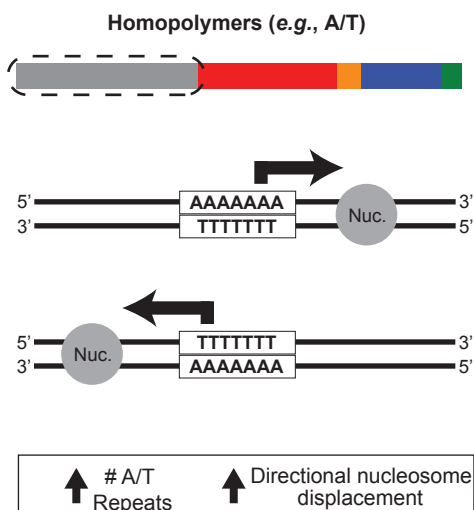 Homopolymers (e.g., A/T)
5’ AAAAAAA 3’
3’ TTTTTTT Nuc. 5’
5’ TTTTTTT 3’
3’ Nuc. AAAAAAA 5’
# A/T Directional nucleosome
Repeats displacement